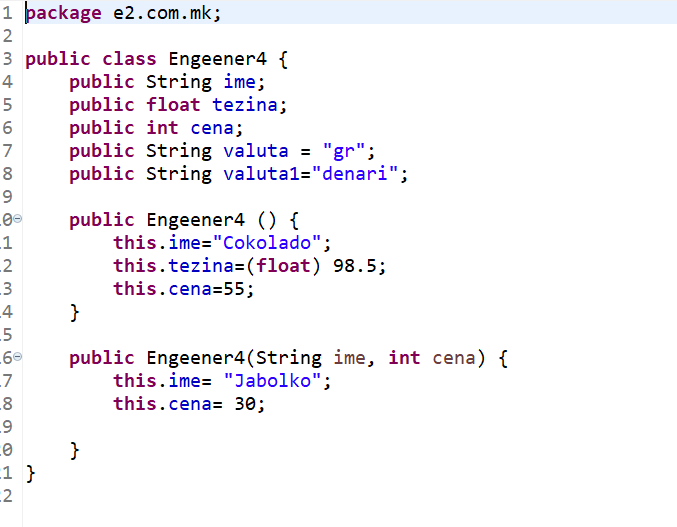 1 package e2.com.mk;
2
3 public class Engeener4 {
4 public String ime;
5 public float tezina;
6 public int cena;
7 public String valuta = "gr";
8 public String valuta1="denari";
9
0 public Engeener4 () {
1 this.ime="Cokolado";
2 this.tezina=(float) 98.5;
3 this.cena=55;
4 }
5
6 public Engeener4(String ime, int cena) {
7 this.ime= "Jabolko";
8 this.cena= 30;
9
0 }
1 }
2